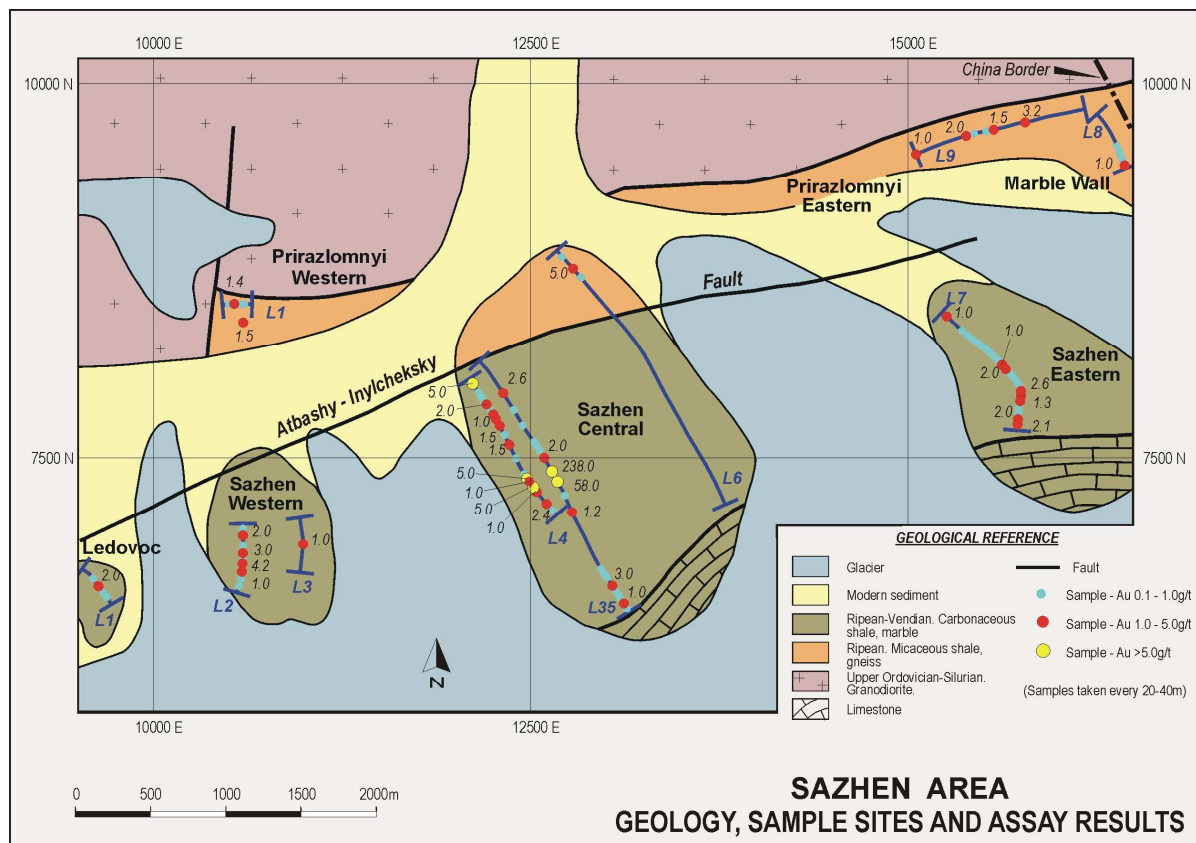 10000 E
12500 E
15000 E
10000 N
10000 N
China Border
1.0
2.0
1.5
3.2
L9
L8
1.0
Prirazlomnyi
Eastern
Marble Wall
Prirazlomnyi
Western
1.4
L1
1.5
5.0
Fault
Atbashy - Inylcheksky
L7
1.0
1.0
2.0
2.6
1.3
2.0
2.1
Sazhen
Eastern
5.0
2.6
2.0
1.0
1.5
1.5
Sazhen
Central
2.0
238.0
58.0
5.0
1.0
5.0
1.0
2.4
1.2
L4
L6
3.0
1.0
L35
7500 N
7500 N
Sazhen
Western
2.0
3.0
4.2
1.0
L2
1.0
L3
Ledovoc
2.0
L1
N
10000 E
12500 E
GEOLOGICAL REFERENCE
Glacier
Modern sediment
Ripean-Vendian. Carbonaceous
shale, marble
Ripean. Micaceous shale,
gneiss
Upper Ordovician-Silurian.
Granodiorite.
Limestone
Fault
Sample - Au 0.1 - 1.0g/t
Sample - Au 1.0 - 5.0g/t
Sample - Au >5.0g/t
(Samples taken every 20-40m)
0 500 1000 1500 2000m
SAZHEN AREA
GEOLOGY, SAMPLE SITES AND ASSAY RESULTS